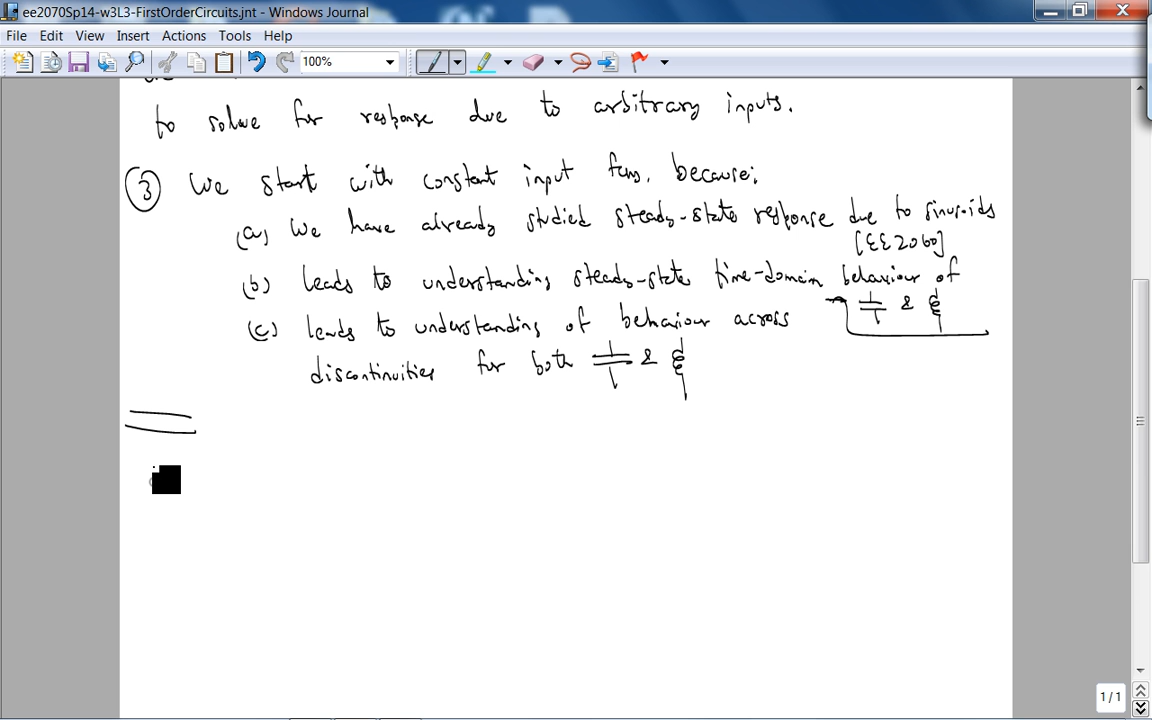 ee2070Sp14-w3L3-FirstOrderCircuits.jnt - Windows Journal
File Edit View Insert Actions Tools Help
100%
to solve for response due to arbitrary inputs.
③ We start with constant input fns. because:
(a) We have already studied steady-state response due to sinusoids
[EE2060]
(b) leads to understanding steady-state time-domain behaviour of
&
(c) leads to understanding of behaviour across
discontinuities for both & 
1 / 1